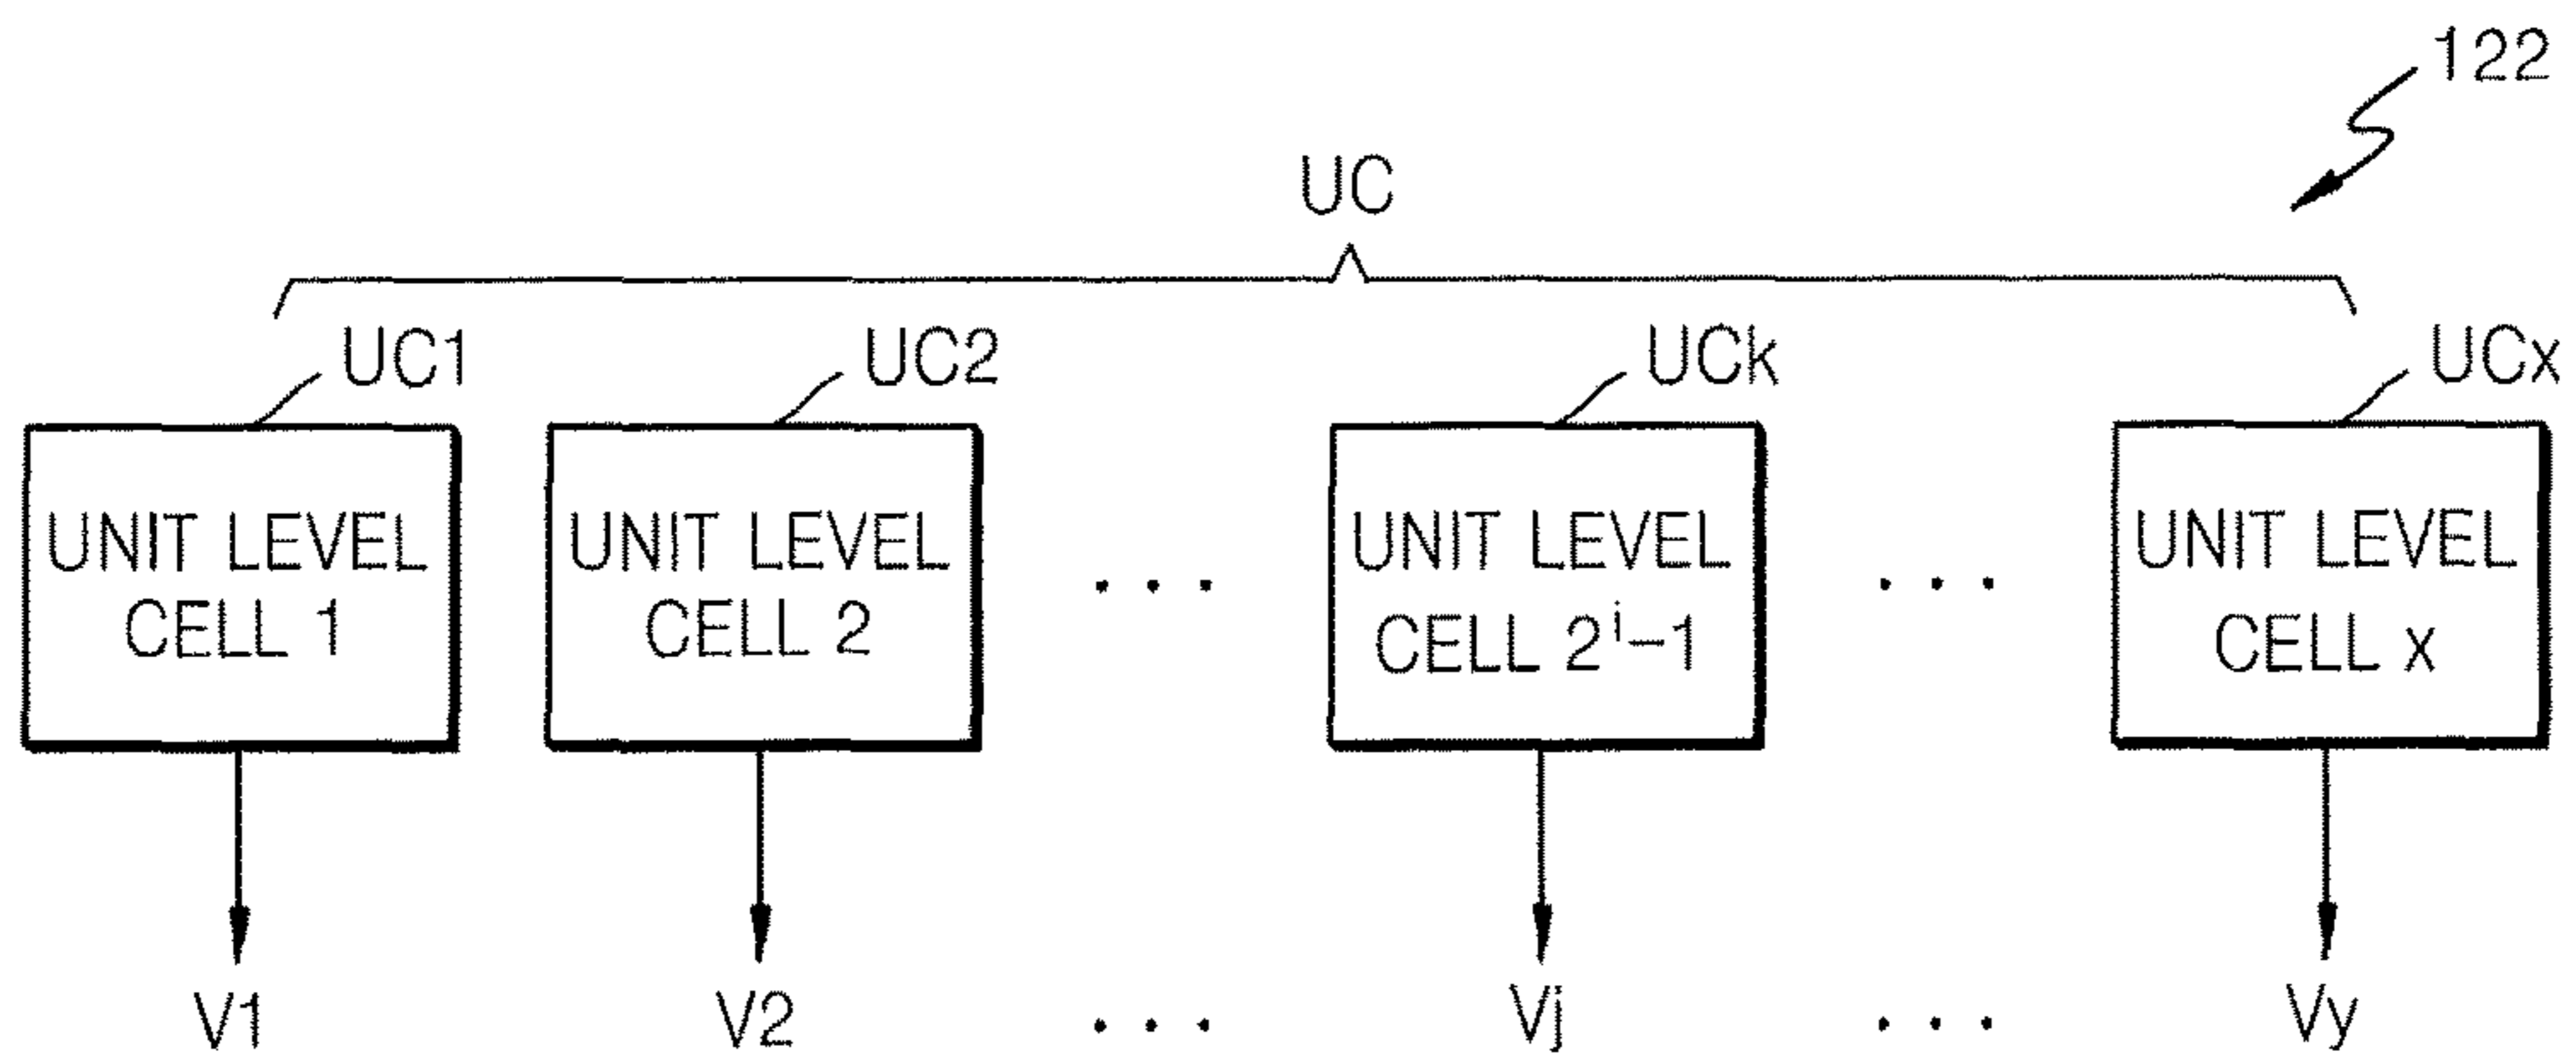 122
UC
UC1 UC2 UCk UCx
UNIT LEVEL CELL 1
UNIT LEVEL CELL 2
...
UNIT LEVEL CELL 2^i-1
...
UNIT LEVEL CELL x
V1 V2 ... Vj ... Vy